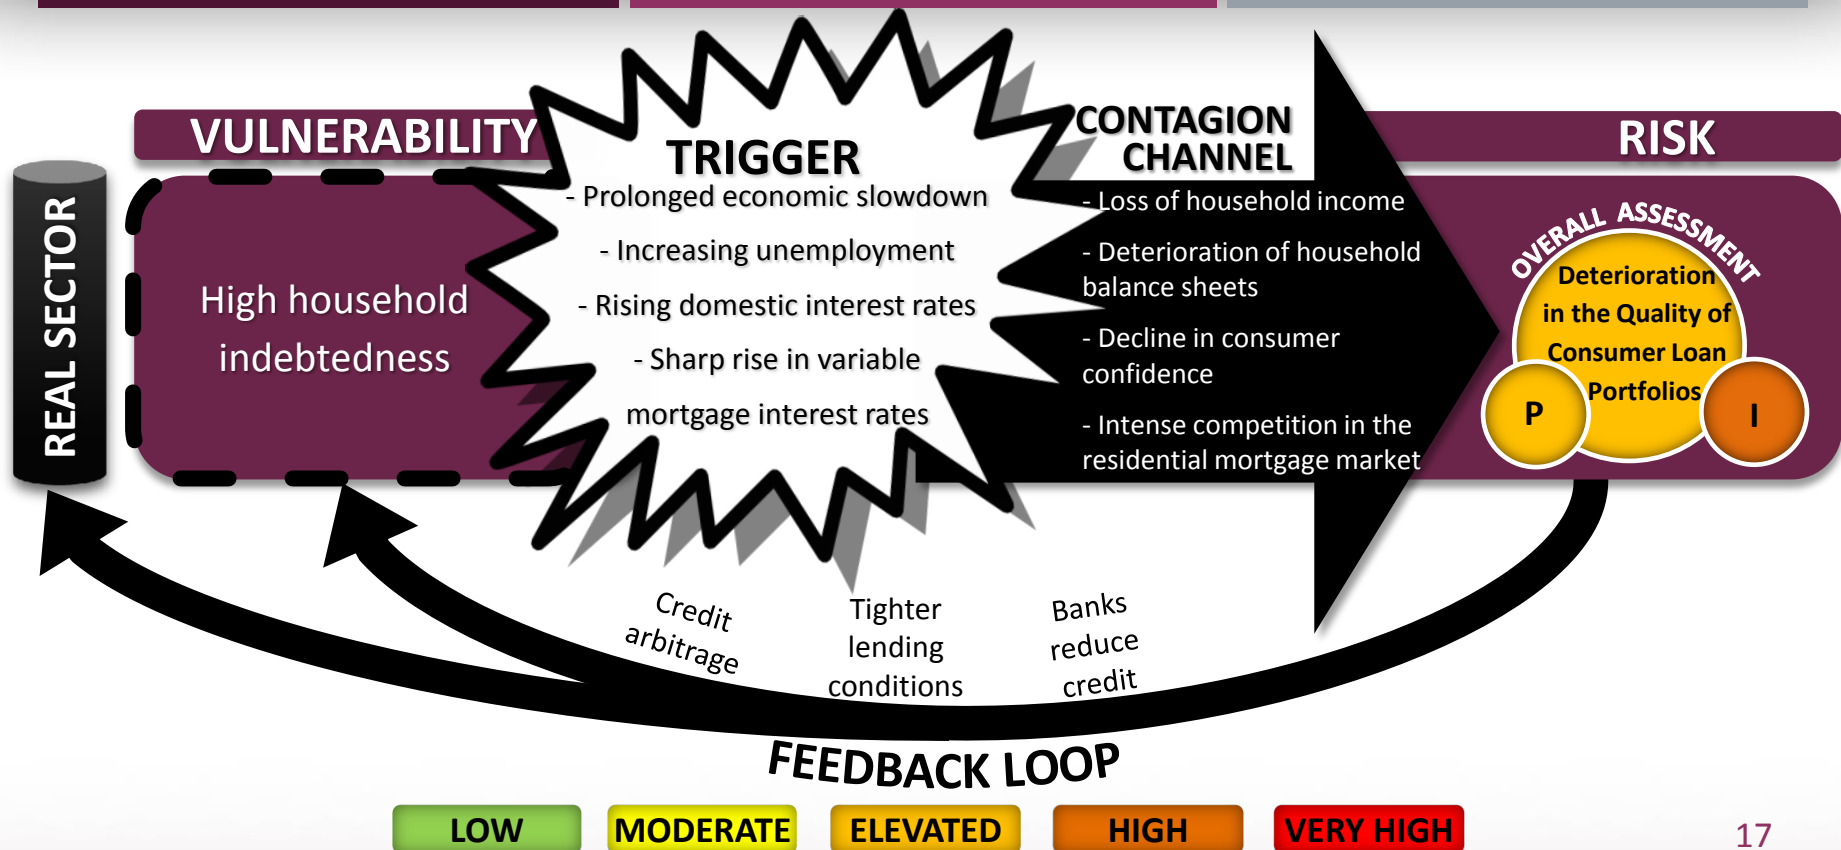 VULNERABILITY
REAL SECTOR
High household
indebtedness
TRIGGER
- Prolonged economic slowdown
- Increasing unemployment
- Rising domestic interest rates
- Sharp rise in variable
mortgage interest rates
CONTAGION
CHANNEL
- Loss of household income
- Deterioration of household
balance sheets
- Decline in consumer
confidence
- Intense competition in the
residential mortgage market
RISK
OVERALL ASSESSMENT
Deterioration
in the Quality of
Consumer Loan
Portfolios
P
I
Credit
arbitrage
Tighter
lending
conditions
Banks
reduce
credit
FEEDBACK LOOP
LOW
MODERATE
ELEVATED
HIGH
VERY HIGH
17